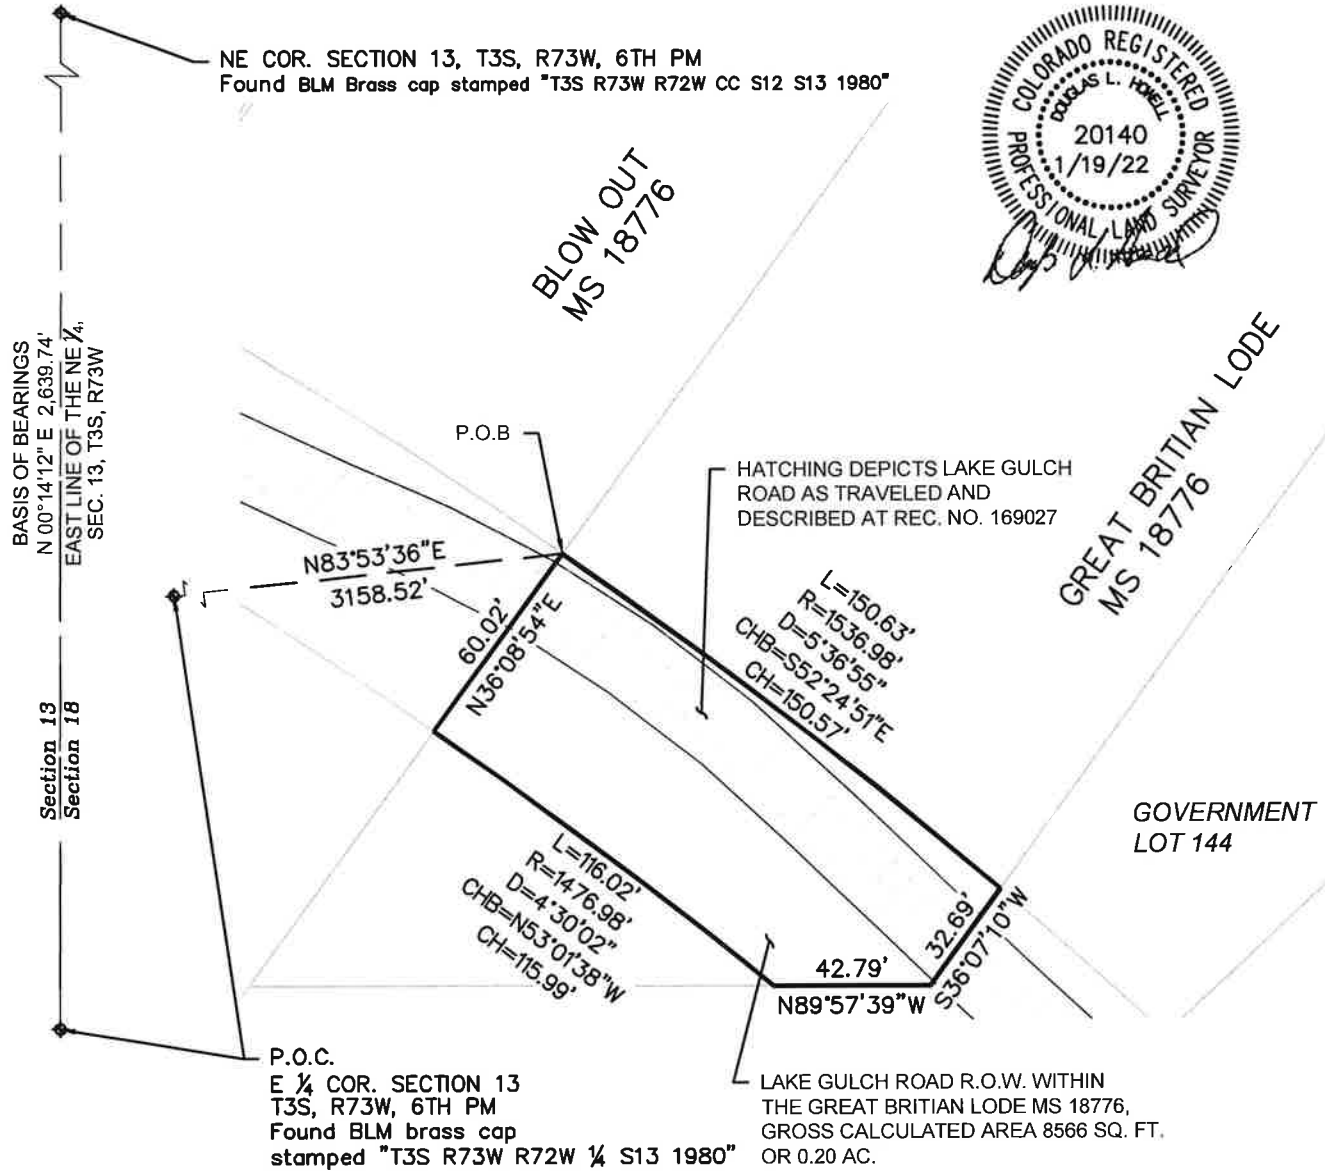 NE COR. SECTION 13, T3S, R73W, 6TH PM
Found BLM Brass cap stamped "T3S R73W R72W CC S12 S13 1980"
COLORADO REGISTERED
DOUGLAS L. HOWELL
20140
1/19/22
PROFESSIONAL LAND SURVEYOR
BLOW OUT
MS 18776
BASIS OF BEARINGS
N 00°14'12" E 2,639.74'
EAST LINE OF THE NE ¼,
SEC. 13, T3S, R73W
P.O.B
HATCHING DEPICTS LAKE GULCH
ROAD AS TRAVELED AND
DESCRIBED AT REC. NO. 169027
GREAT BRITIAN LODE
MS 18776
N83°53'36"E
3158.52'
60.02'
N36°08'54"E
L=150.63'
R=1536.98'
D=5°36'55"
CHB=S52°24'51"E
CH=150.57'
Section 13
Section 18
GOVERNMENT
LOT 144
L=116.02'
R=1476.98'
D=4°30'02"
CHB=N53°01'38"W
CH=115.99'
32.69'
S36°07'10"W
42.79'
N89°57'39"W
P.O.C.
E ¼ COR. SECTION 13
T3S, R73W, 6TH PM
Found BLM brass cap
stamped "T3S R73W R72W ¼ S13 1980"
LAKE GULCH ROAD R.O.W. WITHIN
THE GREAT BRITIAN LODE MS 18776,
GROSS CALCULATED AREA 8566 SQ. FT.
OR 0.20 AC.